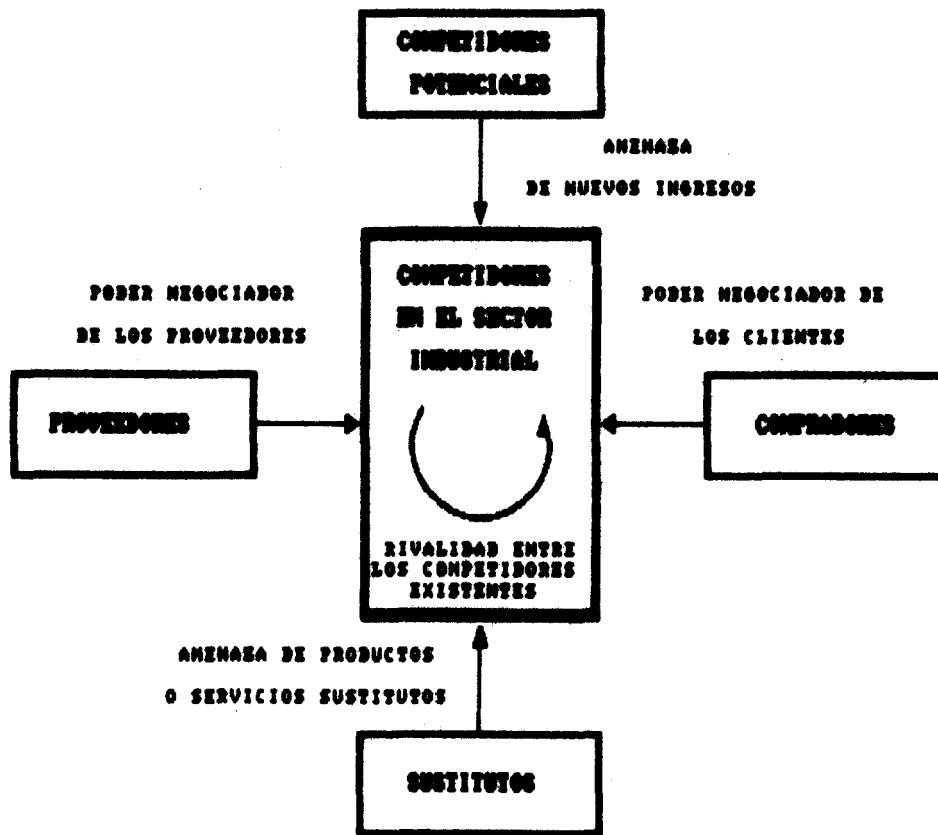 COMPETIDORES
POTENCIALES
AMENAZA
DE NUEVOS INGRESOS
COMPETIDORES
EN EL SECTOR
INDUSTRIAL
PODER NEGOCIADOR
DE LOS PROVEEDORES
PODER NEGOCIADOR DE
LOS CLIENTES
PROVEEDORES
COMPRADORES
RIVALIDAD ENTRE
LOS COMPETIDORES
EXISTENTES
AMENAZA DE PRODUCTOS
O SERVICIOS SUSTITUTOS
SUSTITUTOS